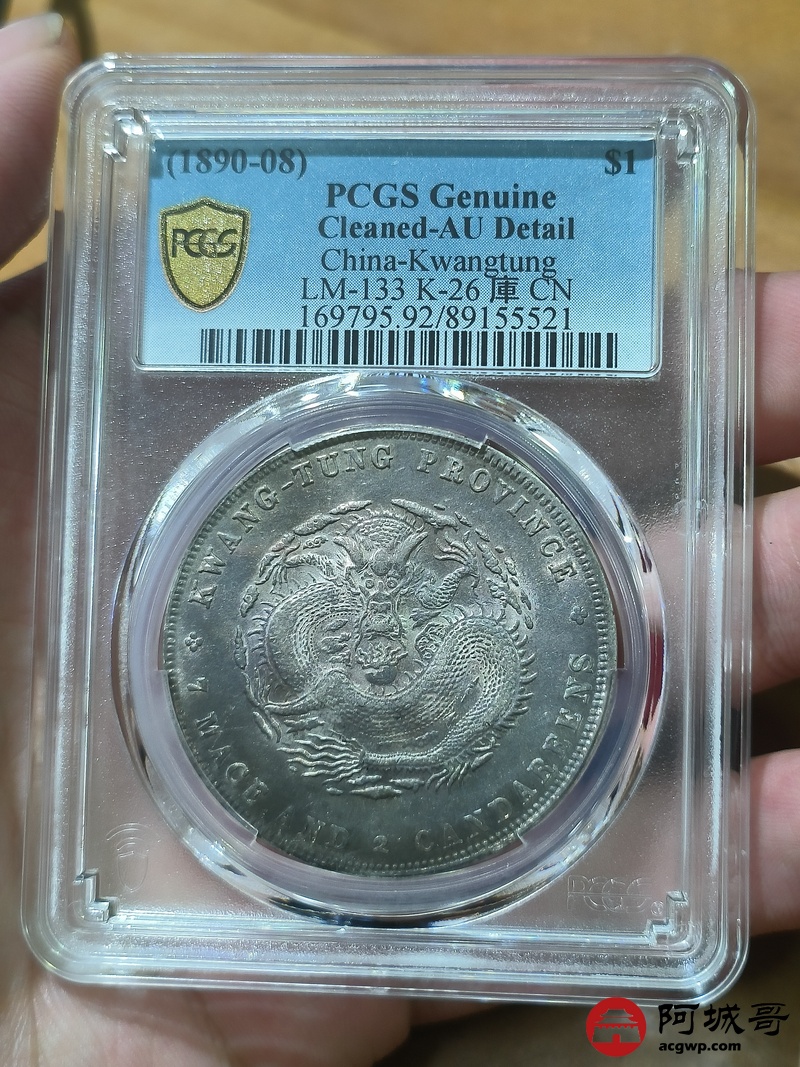 (1890-08) $1
PCGS Genuine
Cleaned-AU Detail
China-Kwangtung
LM-133 K-26 庫 CN
169795.92/89155521
PCGS
KWANG-TUNG PROVINCE
7 MACE AND 2 CANDAREENS
PCGS
阿城哥
acgwp.com